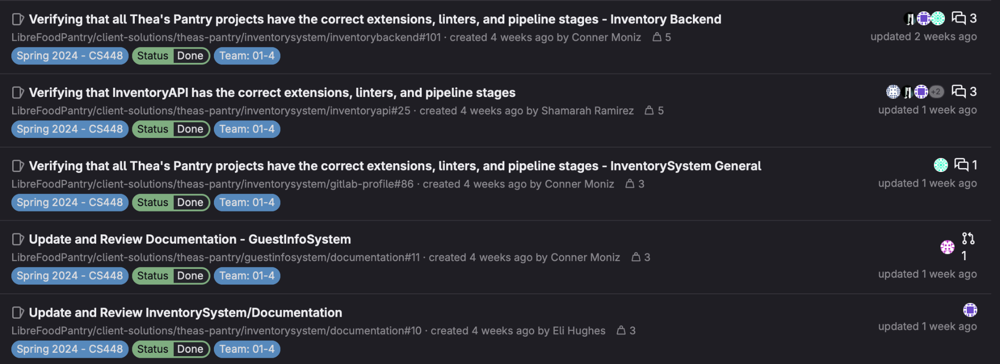 Verifying that all Thea's Pantry projects have the correct extensions, linters, and pipeline stages - Inventory Backend
3
LibreFoodPantry/client-solutions/theas-pantry/inventorysystem/inventorybackend#101 · created 4 weeks ago by Conner Moniz 5
updated 2 weeks ago
Spring 2024 - CS448 Status Done Team: 01-4
Verifying that InventoryAPI has the correct extensions, linters, and pipeline stages
+2 3
LibreFoodPantry/client-solutions/theas-pantry/inventorysystem/inventoryapi#25 · created 4 weeks ago by Shamarah Ramirez 5
updated 1 week ago
Spring 2024 - CS448 Status Done Team: 01-4
Verifying that all Thea's Pantry projects have the correct extensions, linters, and pipeline stages - InventorySystem General
1
LibreFoodPantry/client-solutions/theas-pantry/inventorysystem/gitlab-profile#86 · created 4 weeks ago by Conner Moniz 3
updated 1 week ago
Spring 2024 - CS448 Status Done Team: 01-4
Update and Review Documentation - GuestInfoSystem
1
LibreFoodPantry/client-solutions/theas-pantry/guestinfosystem/documentation#11 · created 4 weeks ago by Conner Moniz 3
updated 1 week ago
Spring 2024 - CS448 Status Done Team: 01-4
Update and Review InventorySystem/Documentation
LibreFoodPantry/client-solutions/theas-pantry/inventorysystem/documentation#10 · created 4 weeks ago by Eli Hughes 3
updated 1 week ago
Spring 2024 - CS448 Status Done Team: 01-4